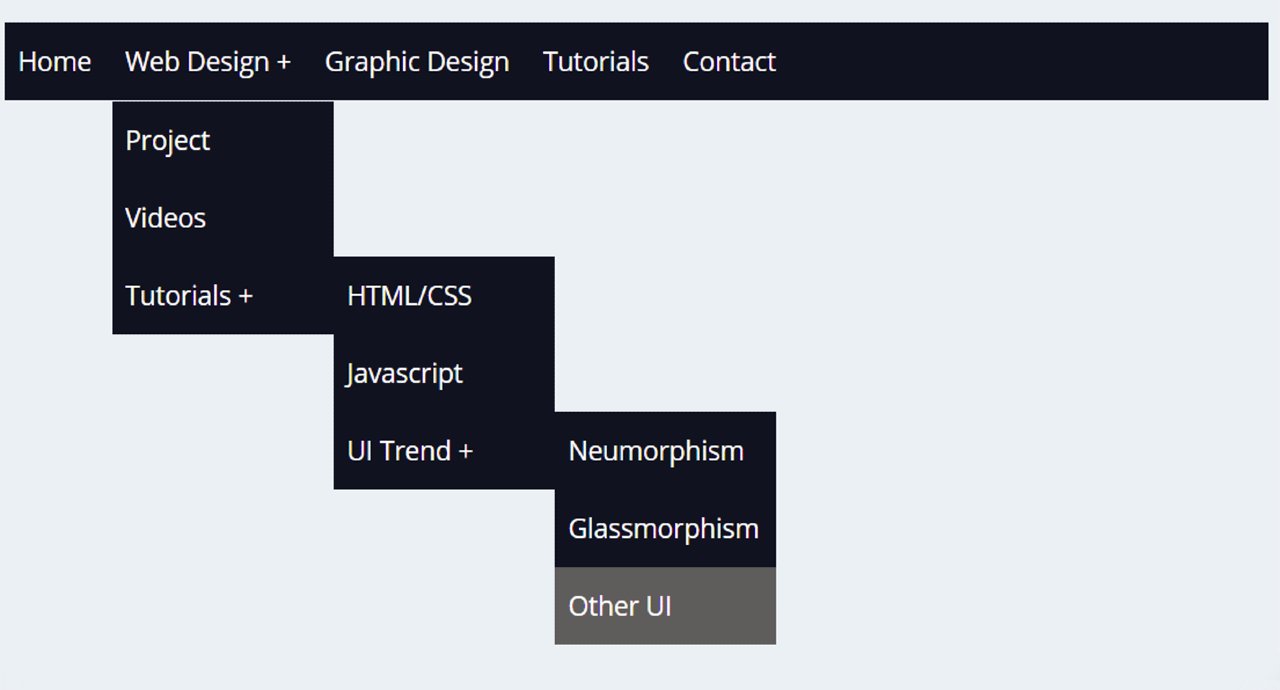 Home Web Design + Graphic Design Tutorials Contact
Project
Videos
Tutorials + HTML/CSS
Javascript
UI Trend + Neumorphism
Glassmorphism
Other UI